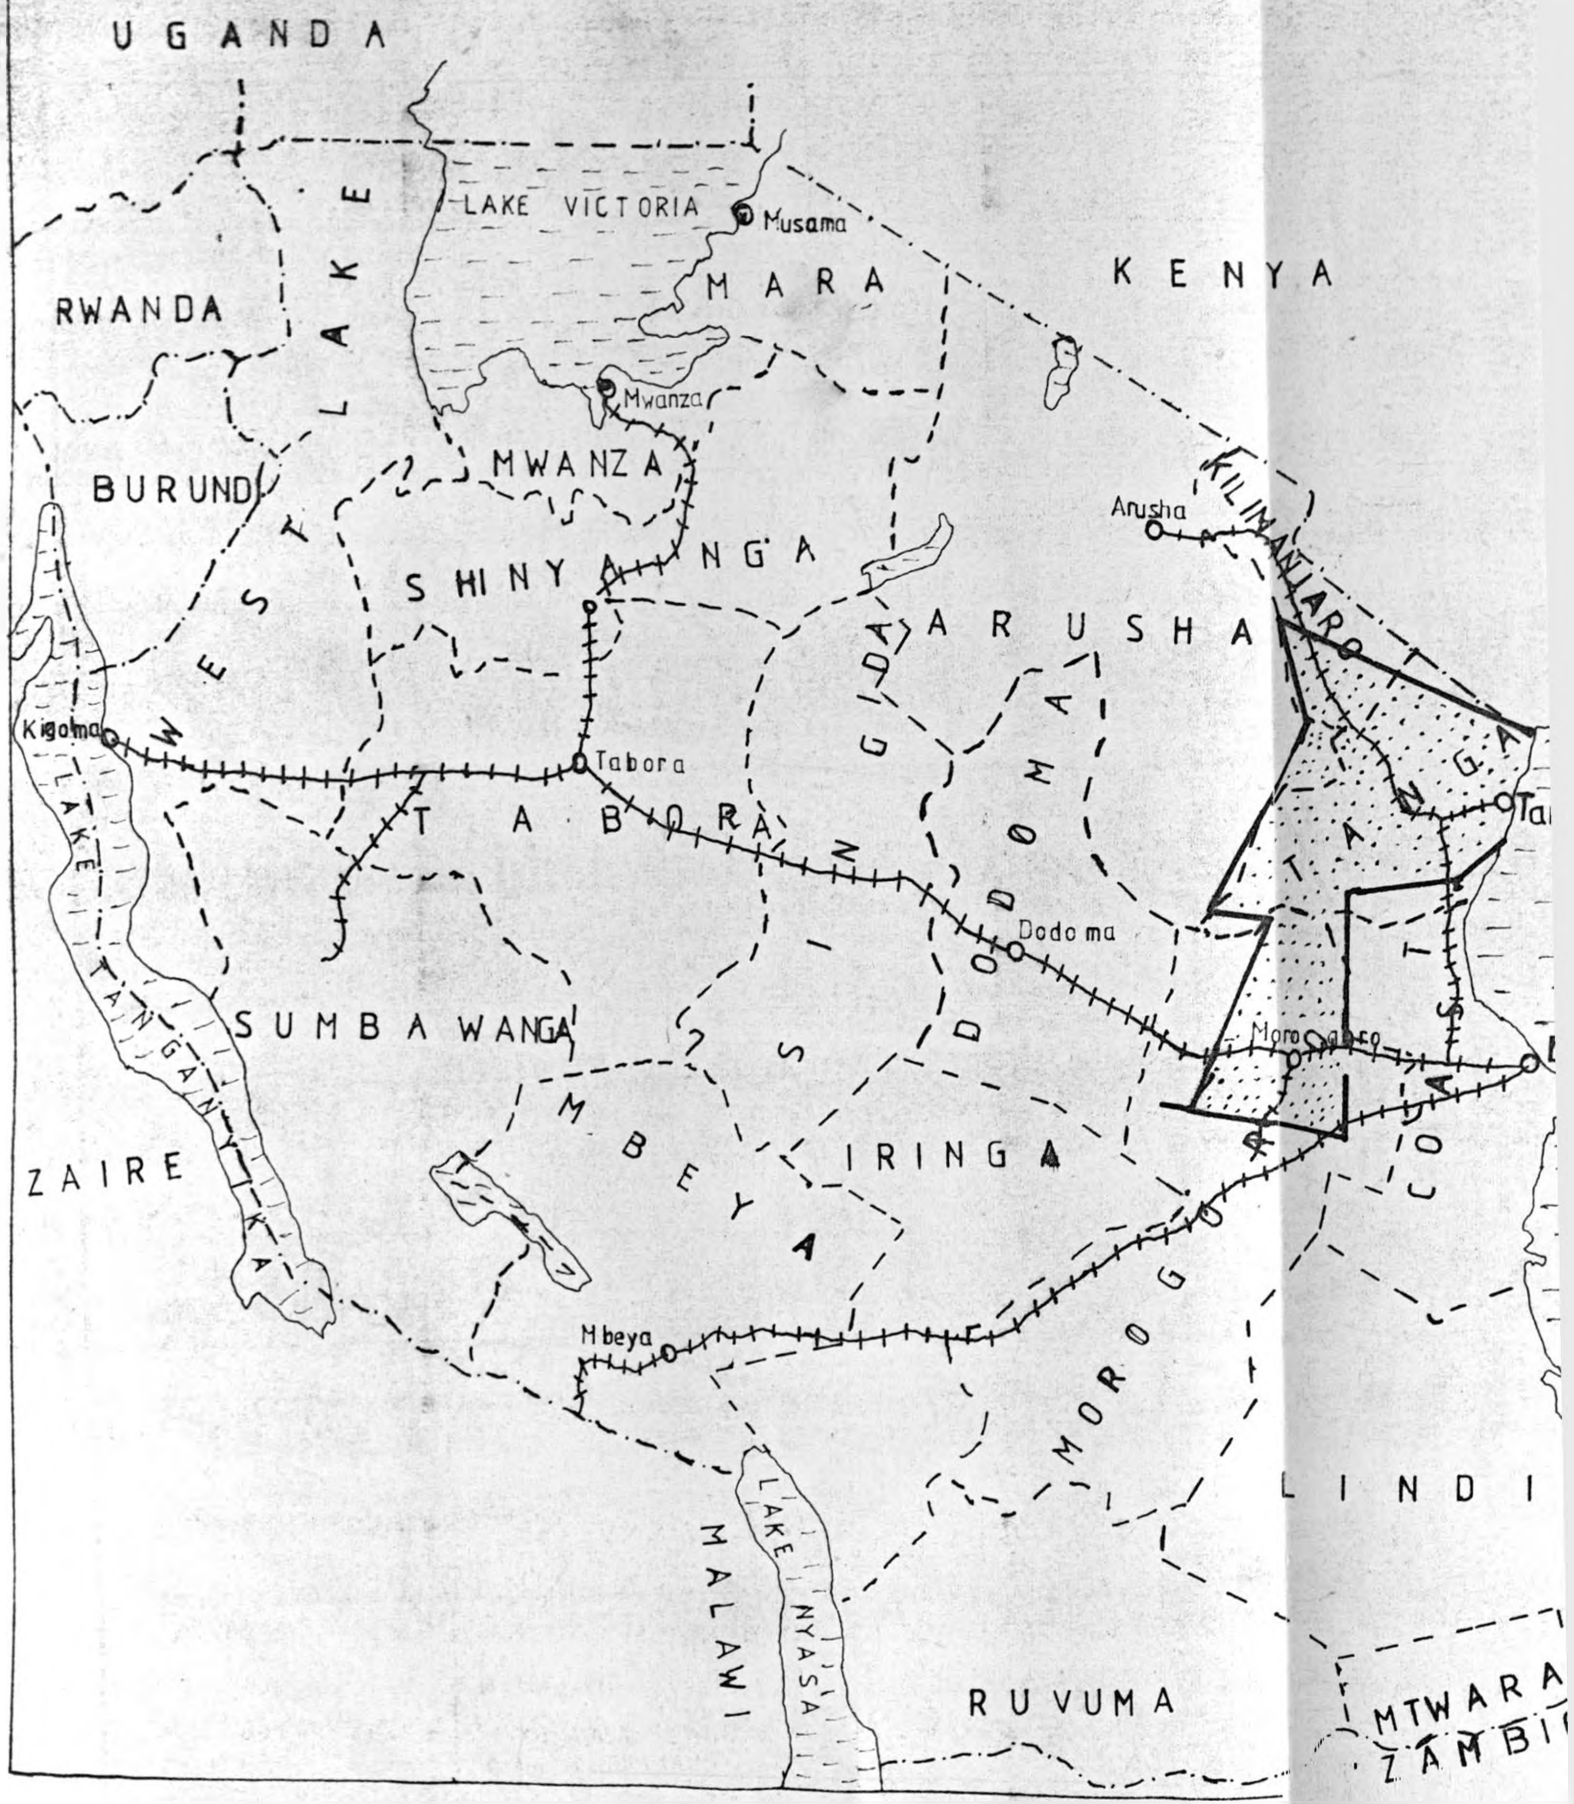 UGANDA
LAKE VICTORIA
Musama
MARA
KENYA
RWANDA
WEST LAKE
Mwanza
MWANZA
BURUNDI
Arusha
KILIMANJARO
SHINYANGA
ARUSHA
Kigoma
Tabora
TABORA
SINGIDA
DODOMA
TANGA
Ta
Dodoma
LAKE TANGANYIKA
SUMBAWANGA
Morogoro
COAST
MBEYA
IRINGA
ZAIRE
MOROGORO
Mbeya
LINDI
LAKE NYASA
MALAWI
RUVUMA
MTWARA
ZAMBI